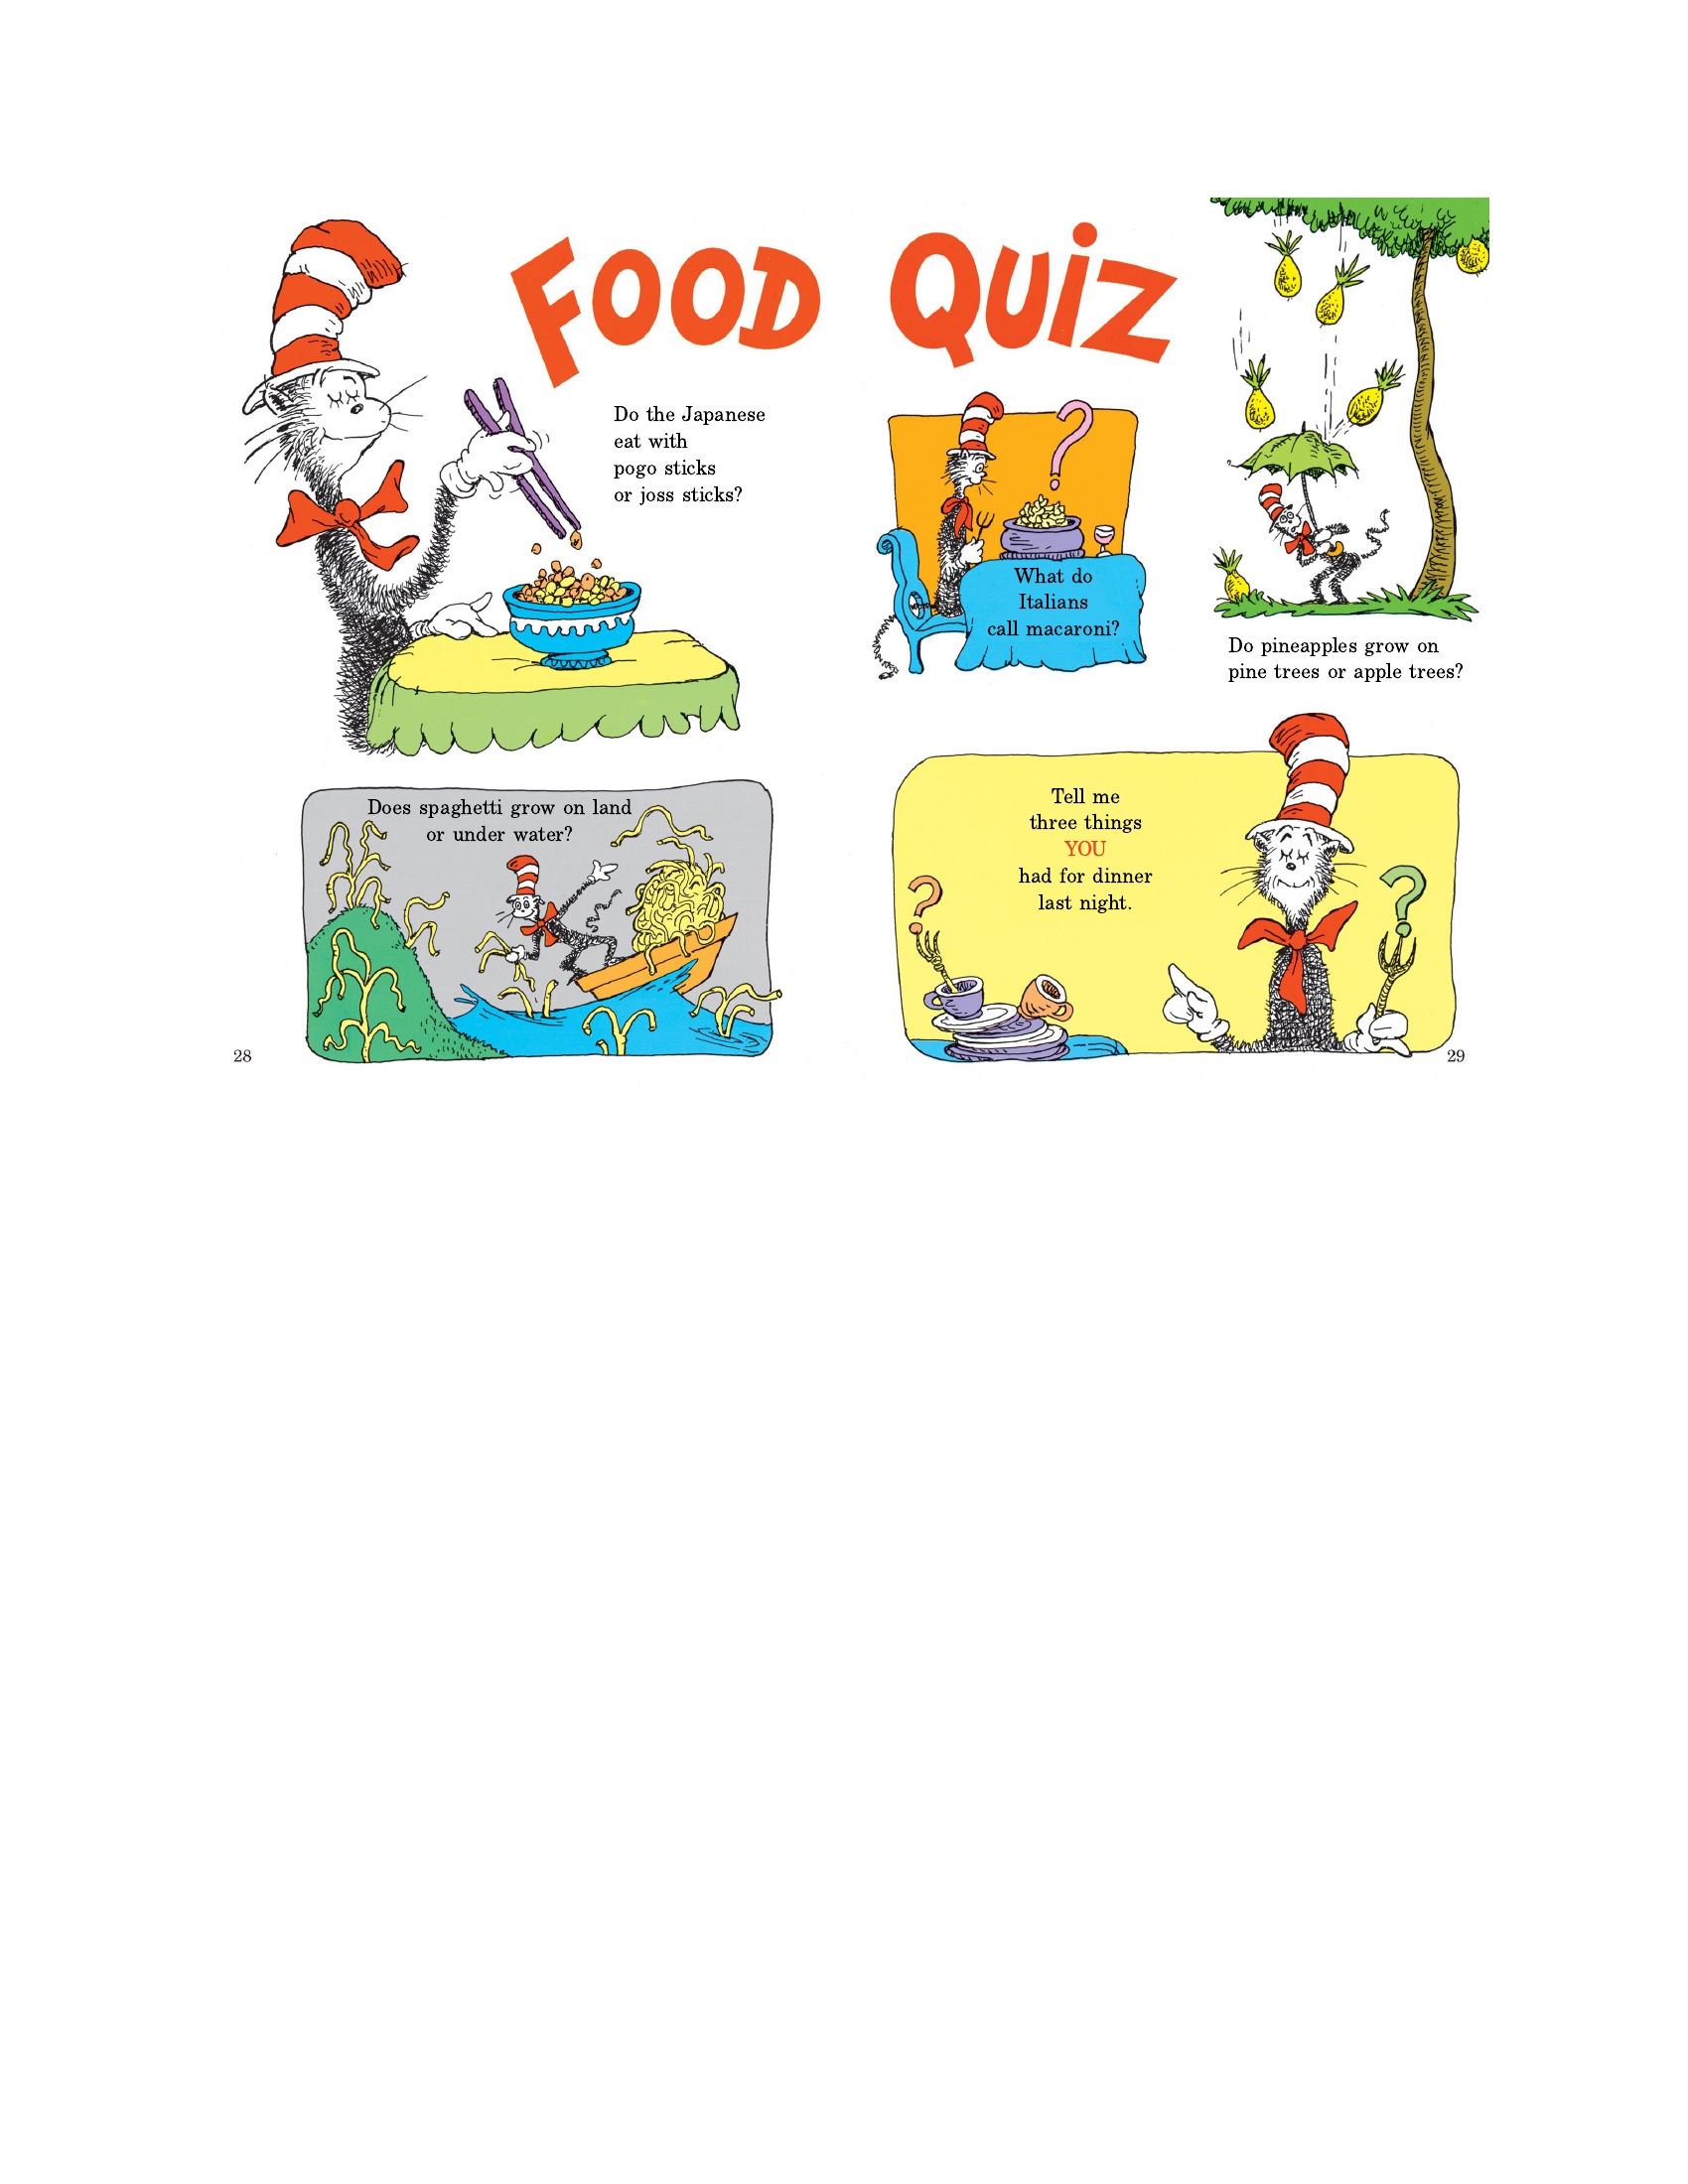 FOOD QUiZ
Do the Japanese
eat with
pogo sticks
or joss sticks?
Does spaghetti grow on land
or under water?
28
What do
Italians
call macaroni?
Do pineapples grow on
pine trees or apple trees?
Tell me
three things
YOU
had for dinner
last night.
29